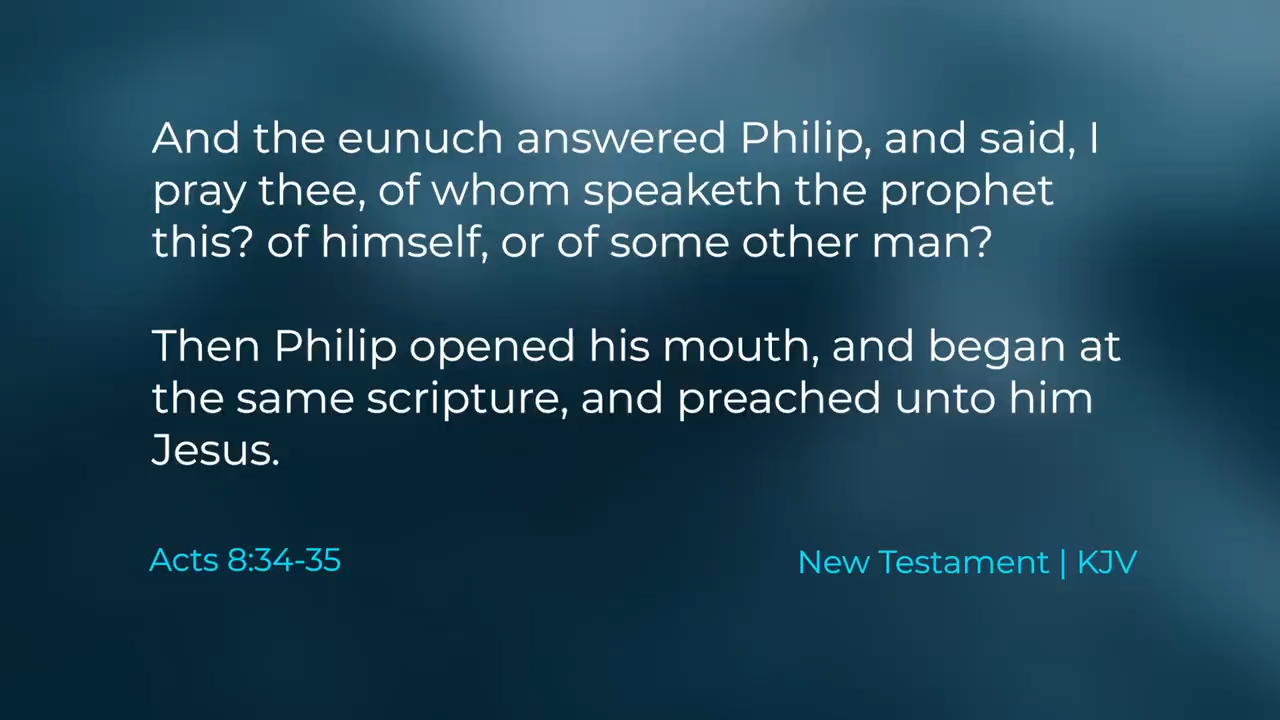 And the eunuch answered Philip, and said, I
pray thee, of whom speaketh the prophet
this? of himself, or of some other man?
Then Philip opened his mouth, and began at
the same scripture, and preached unto him
Jesus.
Acts 8:34-35
New Testament | KJV